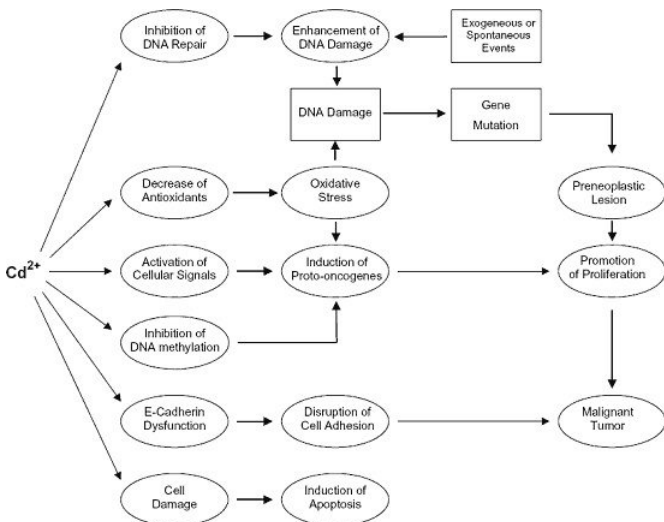 Inhibition of
DNA Repair
Enhancement of
DNA Damage
Exogeneous or
Spontaneous
Events
DNA Damage
Gene
Mutation
Decrease of
Antioxidants
Oxidative
Stress
Preneoplastic
Lesion
Cd²⁺
Activation of
Cellular Signals
Induction of
Proto-oncogenes
Promotion
of Proliferation
Inhibition of
DNA methylation
E-Cadherin
Dysfunction
Disruption of
Cell Adhesion
Malignant
Tumor
Cell
Damage
Induction of
Apoptosis